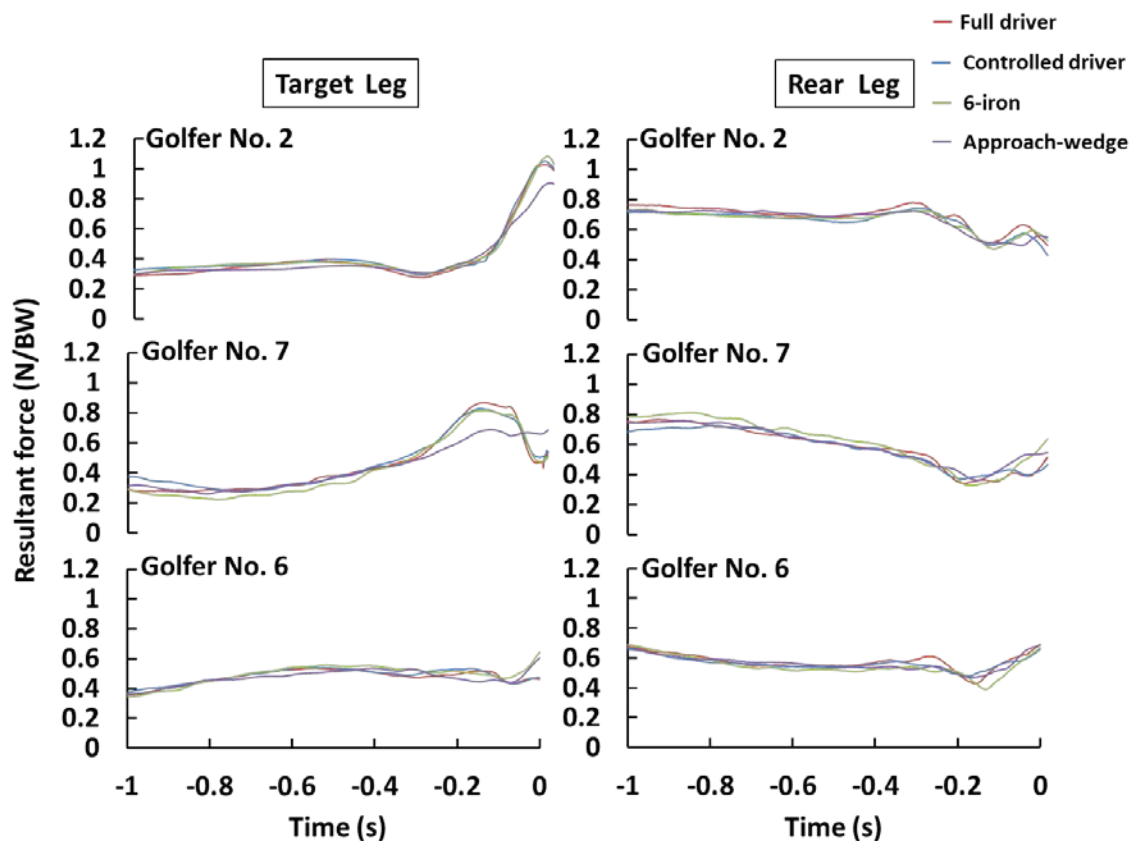 Full driver
Controlled driver
6-iron
Approach-wedge
Target Leg
Rear Leg
Resultant force (N/BW)
Golfer No. 2
1.2
1
0.8
0.6
0.4
0.2
0
Golfer No. 2
1.2
1
0.8
0.6
0.4
0.2
0
Golfer No. 7
1.2
1
0.8
0.6
0.4
0.2
0
Golfer No. 7
1.2
1
0.8
0.6
0.4
0.2
0
Golfer No. 6
1.2
1
0.8
0.6
0.4
0.2
0
-1 -0.8 -0.6 -0.4 -0.2 0
Time (s)
Golfer No. 6
1.2
1
0.8
0.6
0.4
0.2
0
-1 -0.8 -0.6 -0.4 -0.2 0
Time (s)